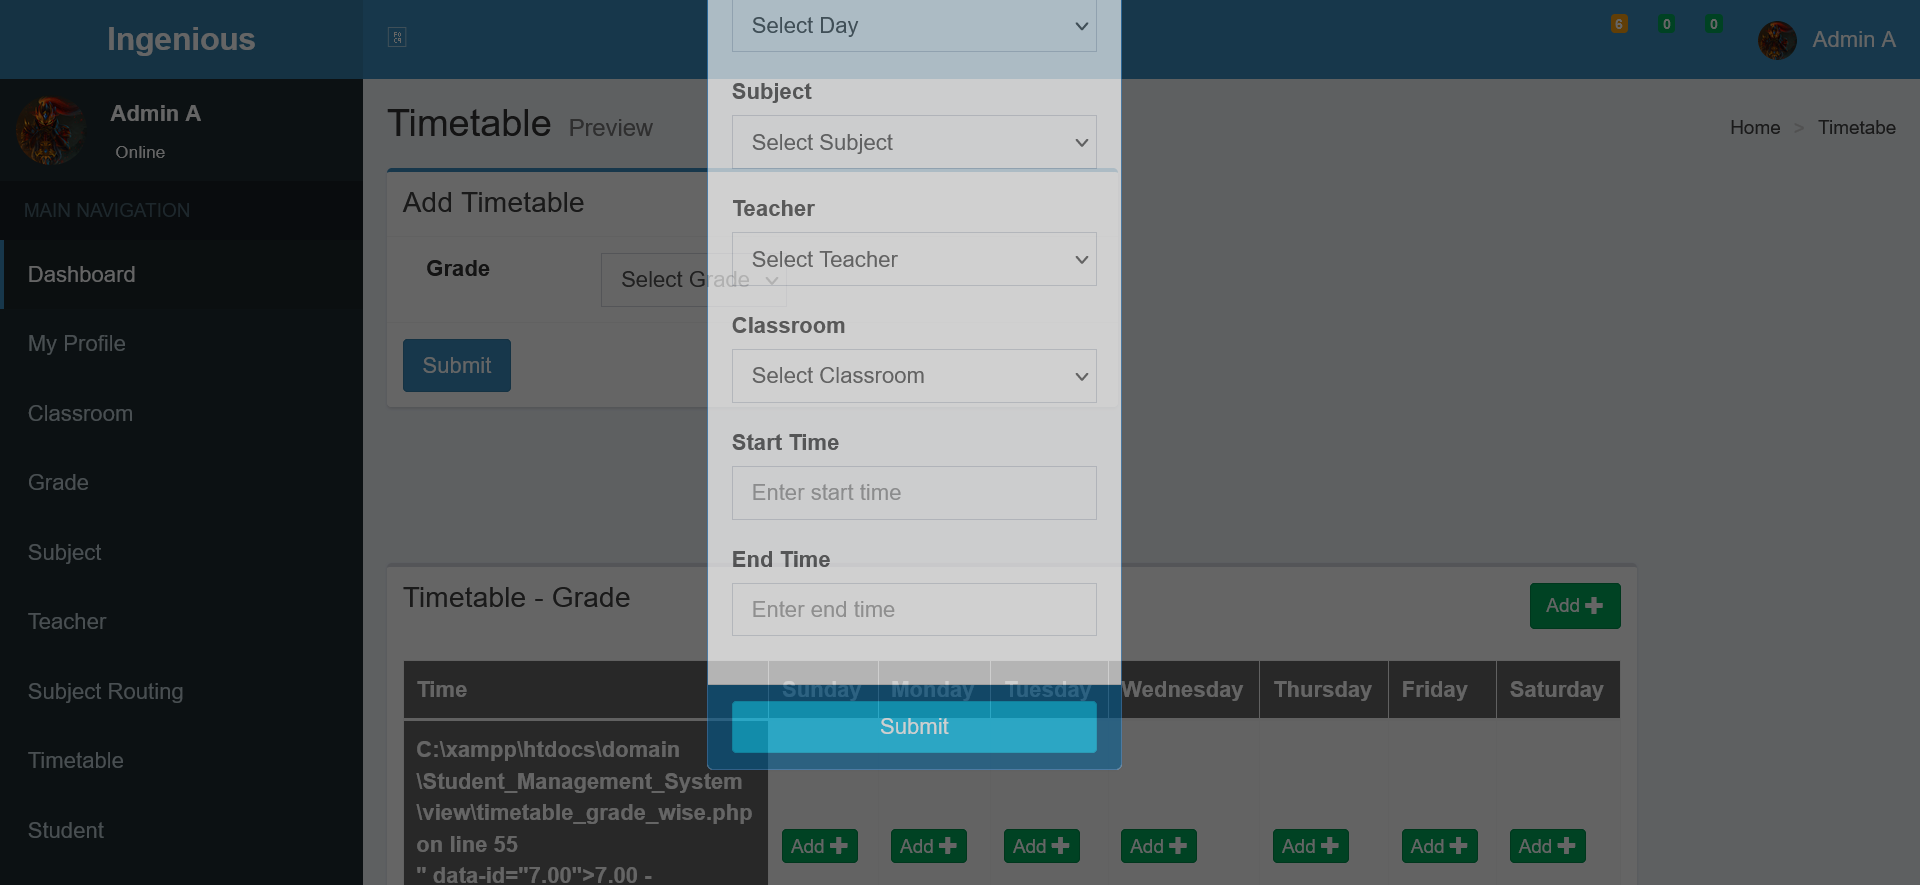 Ingenious
6
0
0
Admin A
Admin A
Online
MAIN NAVIGATION
Dashboard
My Profile
Classroom
Grade
Subject
Teacher
Subject Routing
Timetable
Student
Timetable Preview
Home > Timetabe
Add Timetable
Grade
Select Grade
Submit
Select Day
Subject
Select Subject
Teacher
Select Teacher
Classroom
Select Classroom
Start Time
Enter start time
End Time
Enter end time
Submit
Timetable - Grade
Add
Time Sunday Monday Tuesday Wednesday Thursday Friday Saturday
C:\xampp\htdocs\domain
\Student_Management_System
\view\timetable_grade_wise.php
on line 55
" data-id="7.00">7.00 -
Add Add Add Add Add Add Add